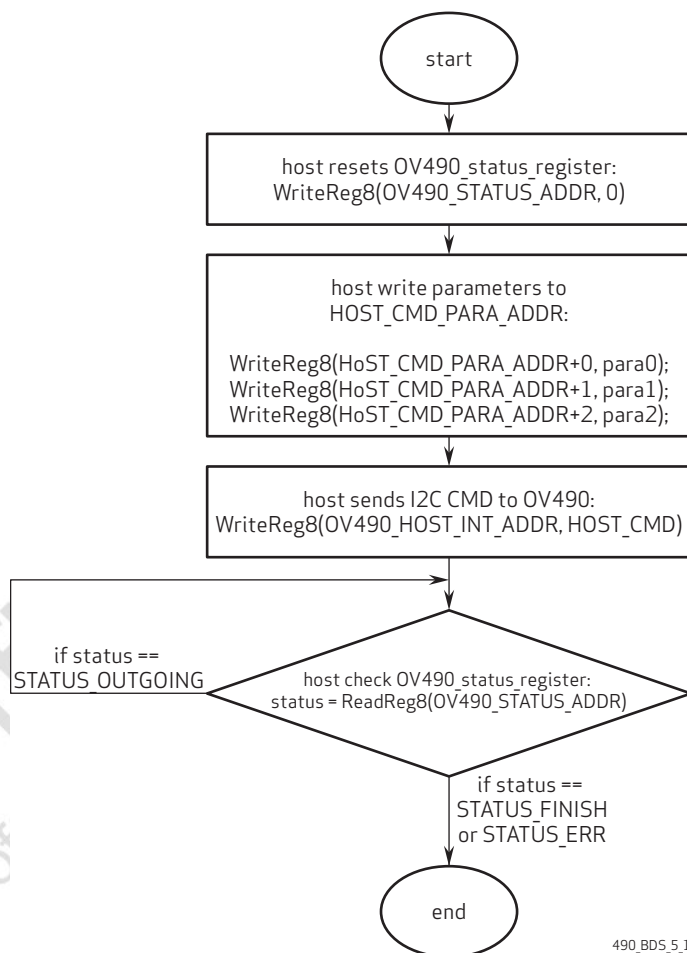 start
host resets OV490_status_register:
WriteReg8(OV490_STATUS_ADDR, 0)
host write parameters to
HOST_CMD_PARA_ADDR:
WriteReg8(HoST_CMD_PARA_ADDR+0, para0);
WriteReg8(HoST_CMD_PARA_ADDR+1, para1);
WriteReg8(HoST_CMD_PARA_ADDR+2, para2);
host sends I2C CMD to OV490:
WriteReg8(OV490_HOST_INT_ADDR, HOST_CMD)
if status ==
STATUS_OUTGOING
host check OV490_status_register:
status = ReadReg8(OV490_STATUS_ADDR)
if status ==
STATUS_FINISH
or STATUS_ERR
end